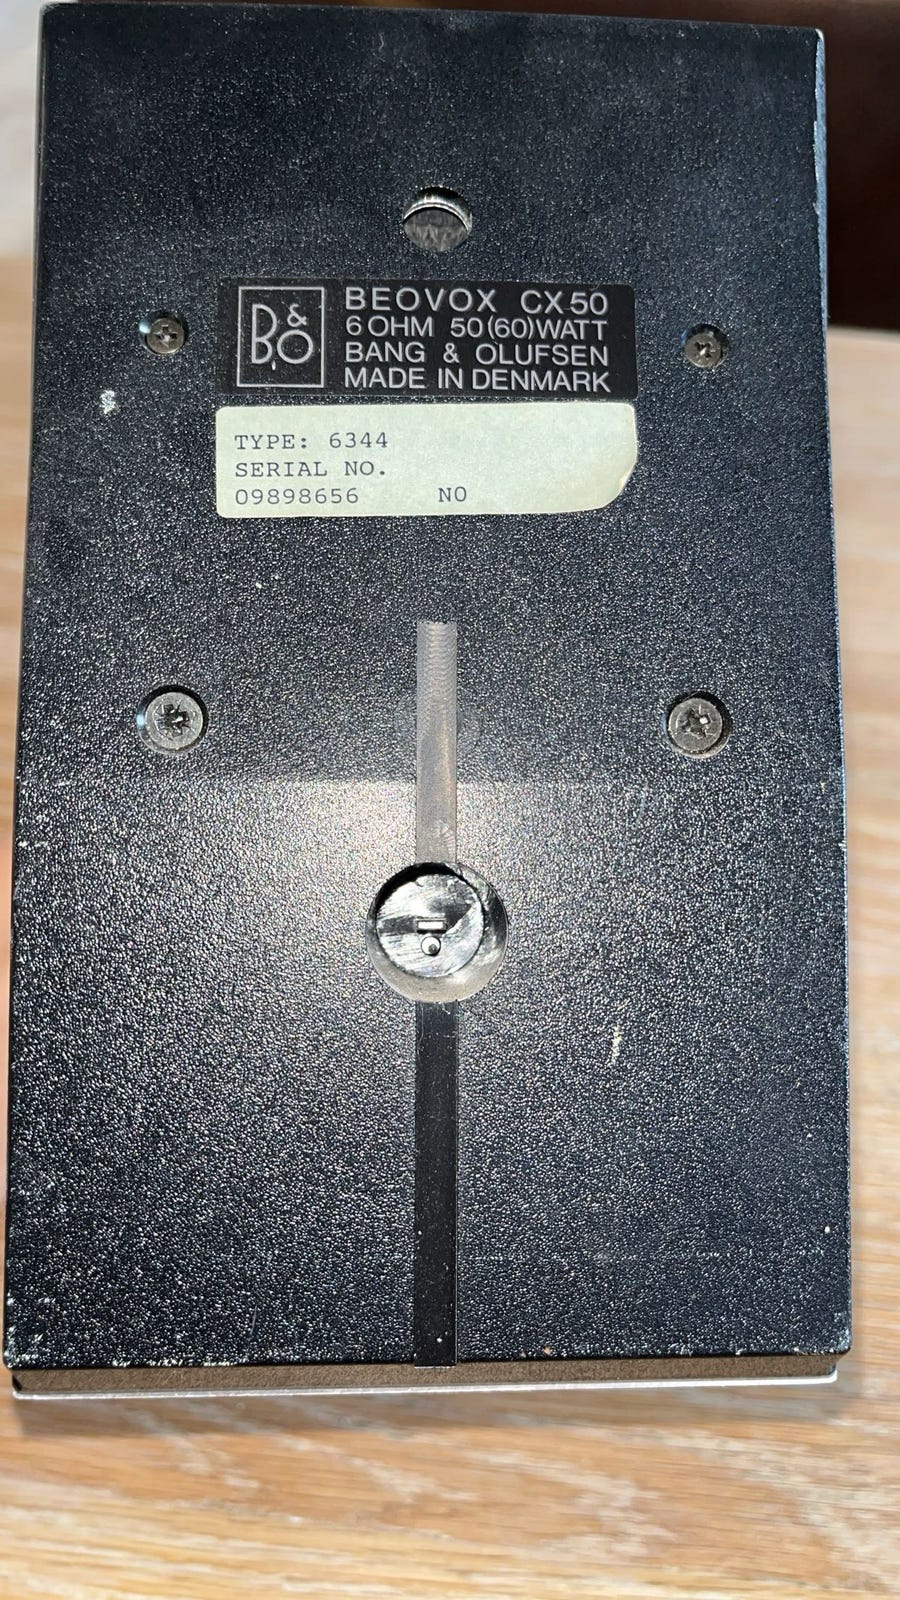 B&O
BEOVOX CX50
6 OHM 50(60)WATT
BANG & OLUFSEN
MADE IN DENMARK
TYPE: 6344
SERIAL NO.
09898656 NO